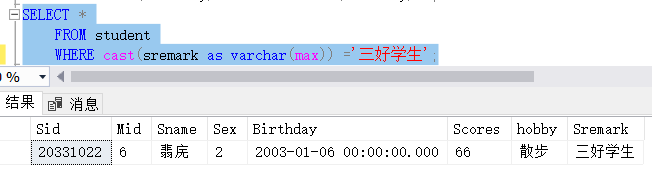 SELECT *
FROM student
WHERE cast(sremark as varchar(max)) ='三好学生';
0 %
结果 消息
Sid Mid Sname Sex Birthday Scores hobby Sremark
20331022 6 翡庑 2 2003-01-06 00:00:00.000 66 散步 三好学生